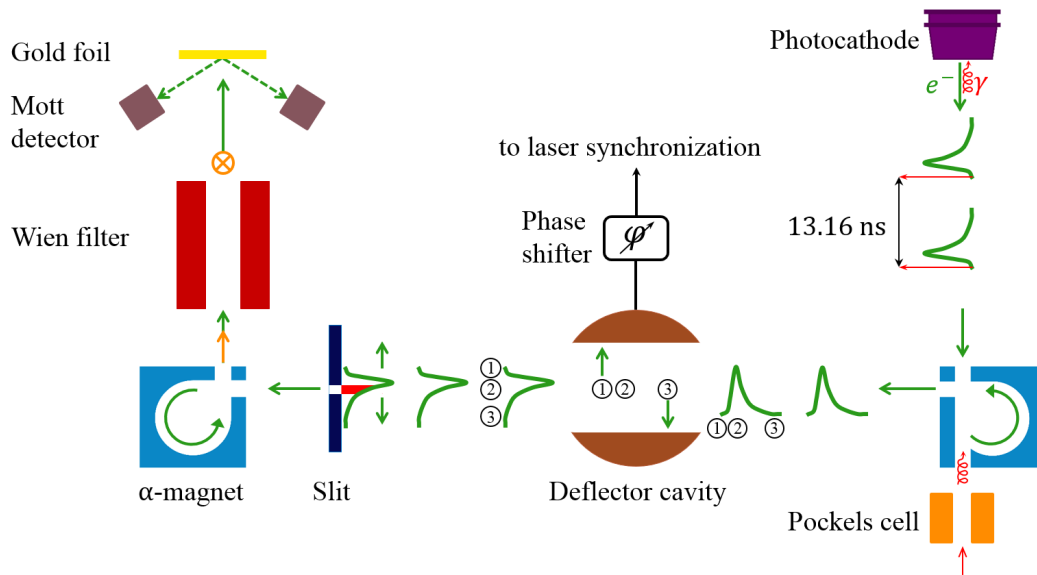 Gold foil
Mott
detector
Wien filter
α-magnet
Slit
① 
②
③
to laser synchronization
Phase
shifter
φ
①② ③
Deflector cavity
①② ③
Photocathode
e⁻ γ
13.16 ns
Pockels cell